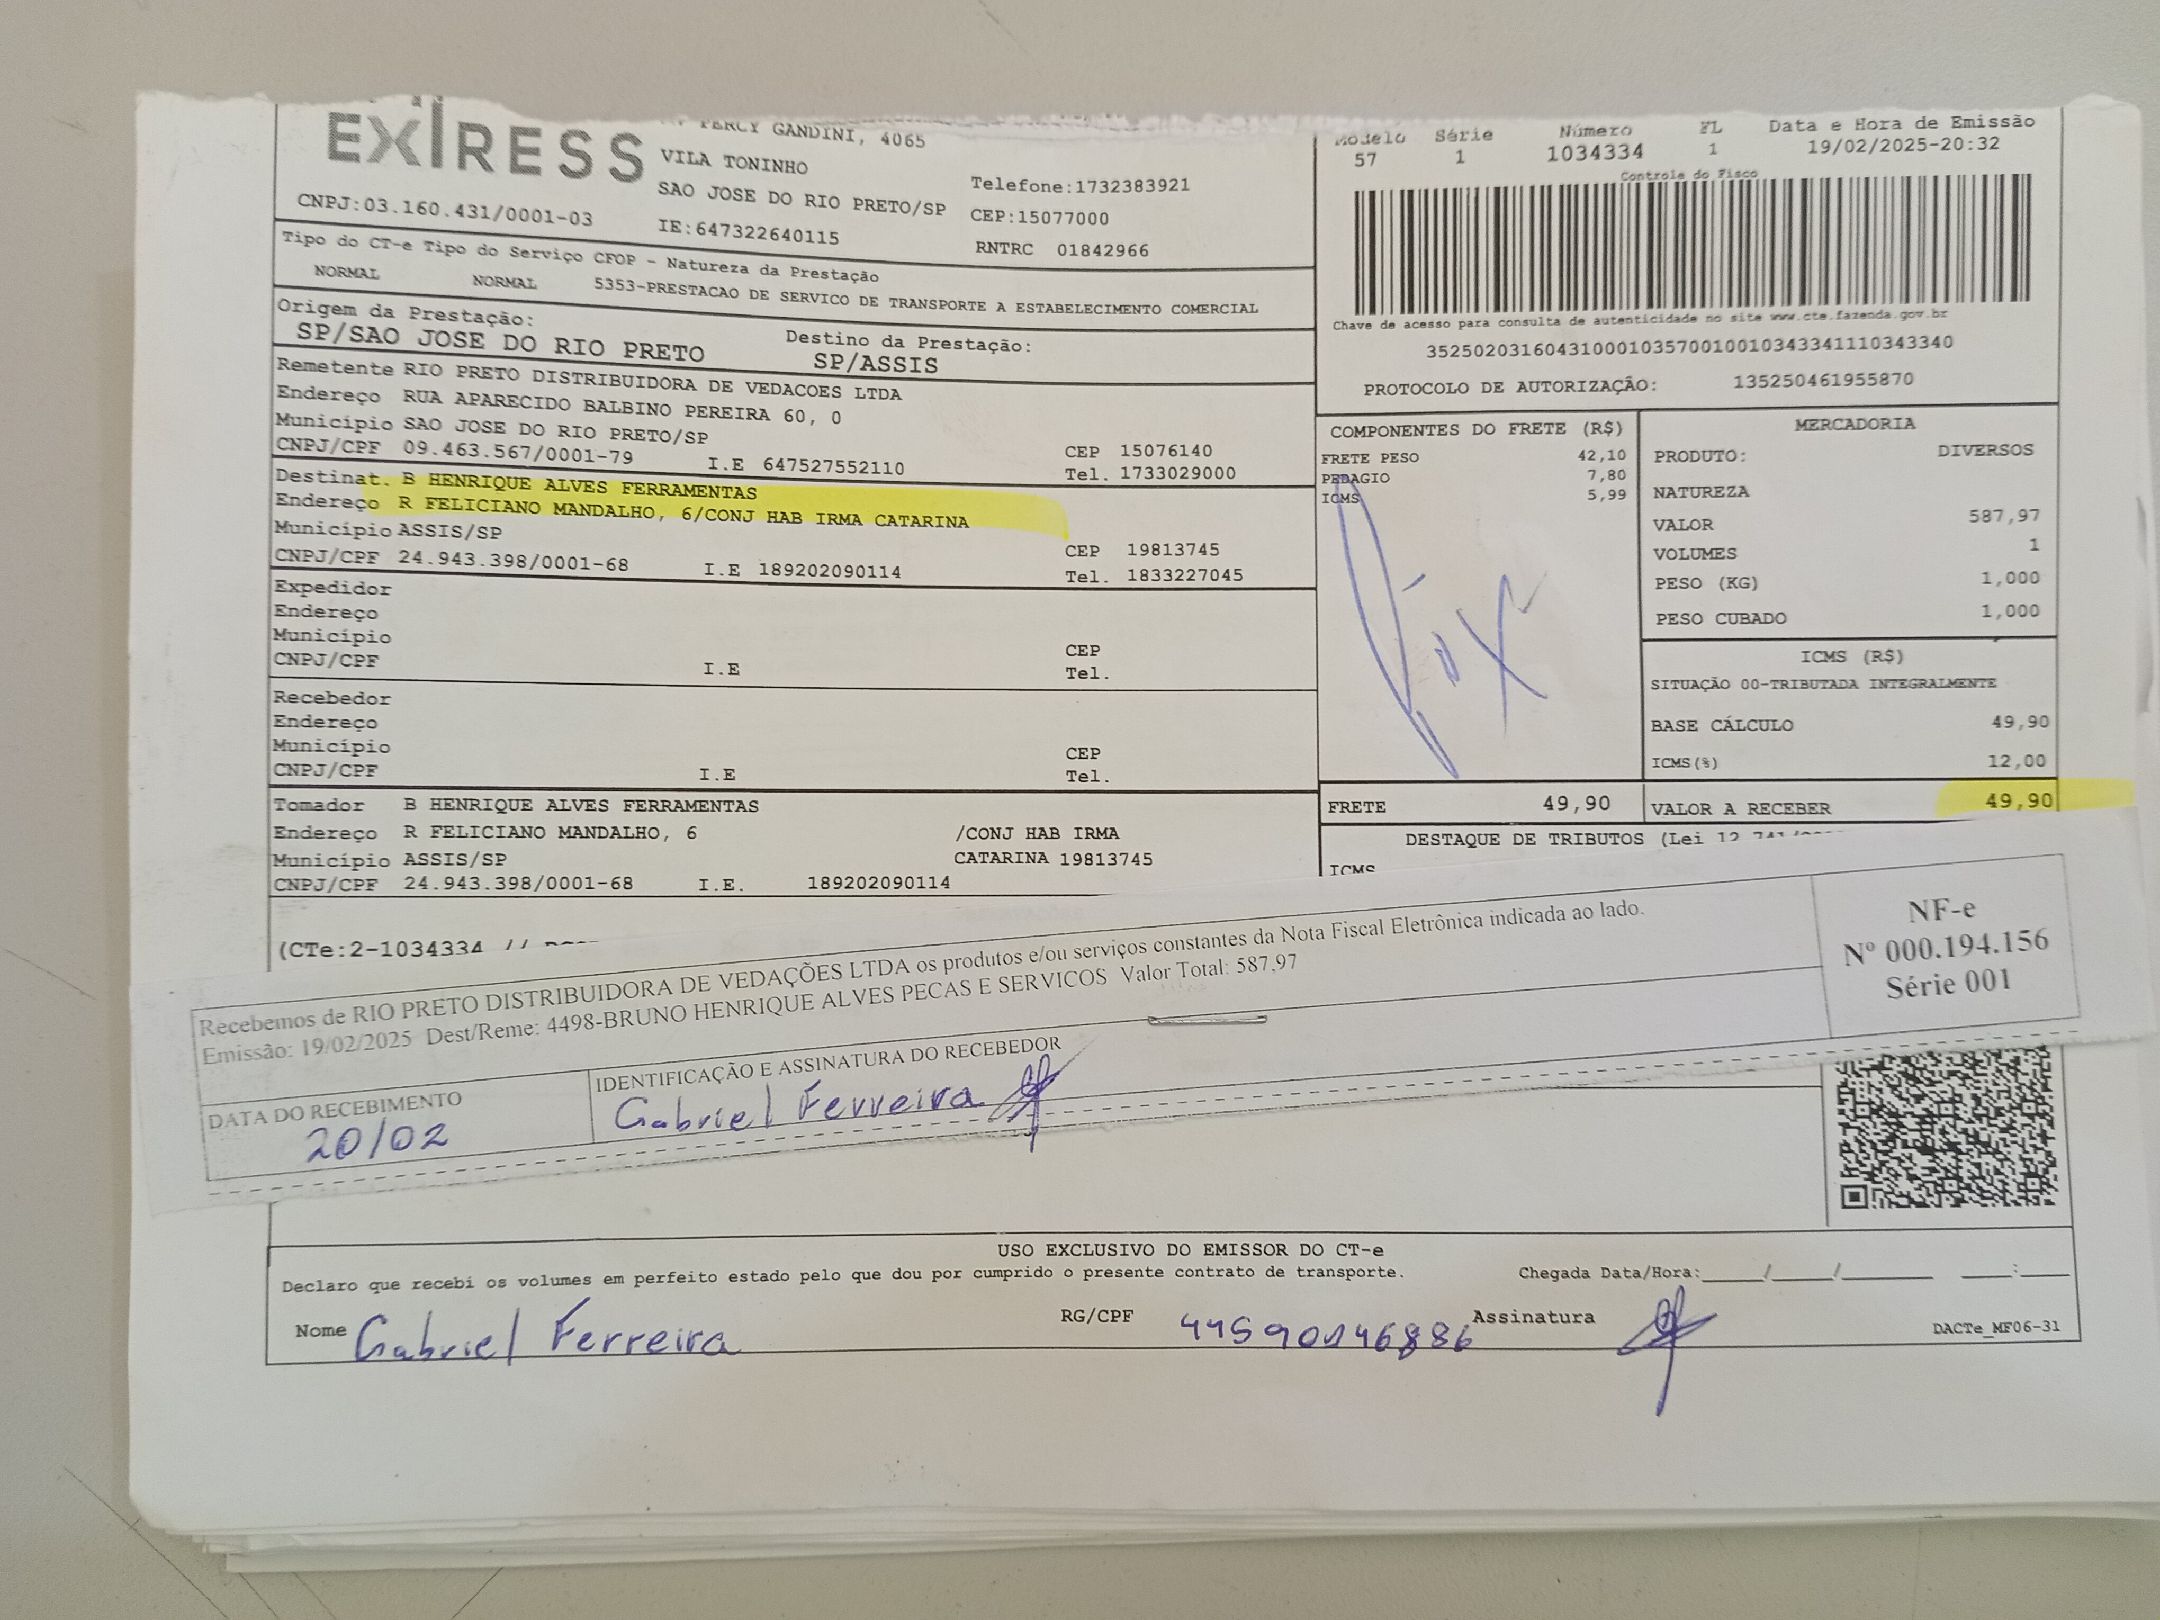 EXPRESS
PERCY GANDINI, 4065
VILA TONINHO
SAO JOSE DO RIO PRETO/SP
Telefone:1732383921
CNPJ:03.160.431/0001-03
IE:647322640115
CEP:15077000
RNTRC 01842966
Modelo Série Número FL Data e Hora de Emissão
57 1 1034334 1 19/02/2025-20:32
Controle do Fisco
Chave de acesso para consulta de autenticidade no site www.cte.fazenda.gov.br
35250203160431000103570010010343341110343340
PROTOCOLO DE AUTORIZAÇÃO: 135250461955870
Tipo do CT-e Tipo do Serviço CFOP - Natureza da Prestação
NORMAL NORMAL 5353-PRESTACAO DE SERVICO DE TRANSPORTE A ESTABELECIMENTO COMERCIAL
Origem da Prestação: Destino da Prestação:
SP/SAO JOSE DO RIO PRETO SP/ASSIS
Remetente RIO PRETO DISTRIBUIDORA DE VEDACOES LTDA
Endereço RUA APARECIDO BALBINO PEREIRA 60, 0
Município SAO JOSE DO RIO PRETO/SP CEP 15076140
CNPJ/CPF 09.463.567/0001-79 I.E 647527552110 Tel. 1733029000
Destinat. B HENRIQUE ALVES FERRAMENTAS
Endereço R FELICIANO MANDALHO, 6/CONJ HAB IRMA CATARINA
Município ASSIS/SP CEP 19813745
CNPJ/CPF 24.943.398/0001-68 I.E 189202090114 Tel. 1833227045
Expedidor
Endereço
Município CEP
CNPJ/CPF I.E Tel.
Recebedor
Endereço
Município CEP
CNPJ/CPF I.E Tel.
Tomador B HENRIQUE ALVES FERRAMENTAS
Endereço R FELICIANO MANDALHO, 6 /CONJ HAB IRMA
Município ASSIS/SP CATARINA 19813745
CNPJ/CPF 24.943.398/0001-68 I.E. 189202090114
COMPONENTES DO FRETE (R$)
FRETE PESO 42,10
PEDAGIO 7,80
ICMS 5,99
FRETE 49,90
MERCADORIA
PRODUTO: DIVERSOS
NATUREZA
VALOR 587,97
VOLUMES 1
PESO (KG) 1,000
PESO CUBADO 1,000
ICMS (R$)
SITUAÇÃO 00-TRIBUTADA INTEGRALMENTE
BASE CÁLCULO 49,90
ICMS(%) 12,00
VALOR A RECEBER 49,90
DESTAQUE DE TRIBUTOS (Lei 12.741/
ICMS
(CTe:2-1034334 //
Recebemos de RIO PRETO DISTRIBUIDORA DE VEDAÇÕES LTDA os produtos e/ou serviços constantes da Nota Fiscal Eletrônica indicada ao lado.
Emissão: 19/02/2025 Dest/Reme: 4498-BRUNO HENRIQUE ALVES PECAS E SERVICOS Valor Total: 587,97
NF-e
Nº 000.194.156
Série 001
DATA DO RECEBIMENTO IDENTIFICAÇÃO E ASSINATURA DO RECEBEDOR
20/02 Gabriel Ferreira
USO EXCLUSIVO DO EMISSOR DO CT-e
Declaro que recebi os volumes em perfeito estado pelo que dou por cumprido o presente contrato de transporte. Chegada Data/Hora:____/____/______ ___:___
Nome Gabriel Ferreira RG/CPF 44590146886 Assinatura
DACTe_MF06-31